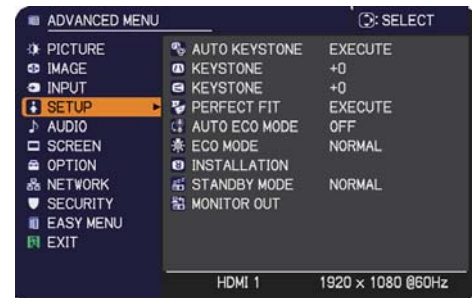 ADVANCED MENU : SELECT
PICTURE
IMAGE
INPUT
SETUP
AUDIO
SCREEN
OPTION
NETWORK
SECURITY
EASY MENU
EXIT
AUTO KEYSTONE EXECUTE
KEYSTONE +0
KEYSTONE +0
PERFECT FIT EXECUTE
AUTO ECO MODE OFF
ECO MODE NORMAL
INSTALLATION
STANDBY MODE NORMAL
MONITOR OUT
HDMI 1 1920 x 1080 @60Hz